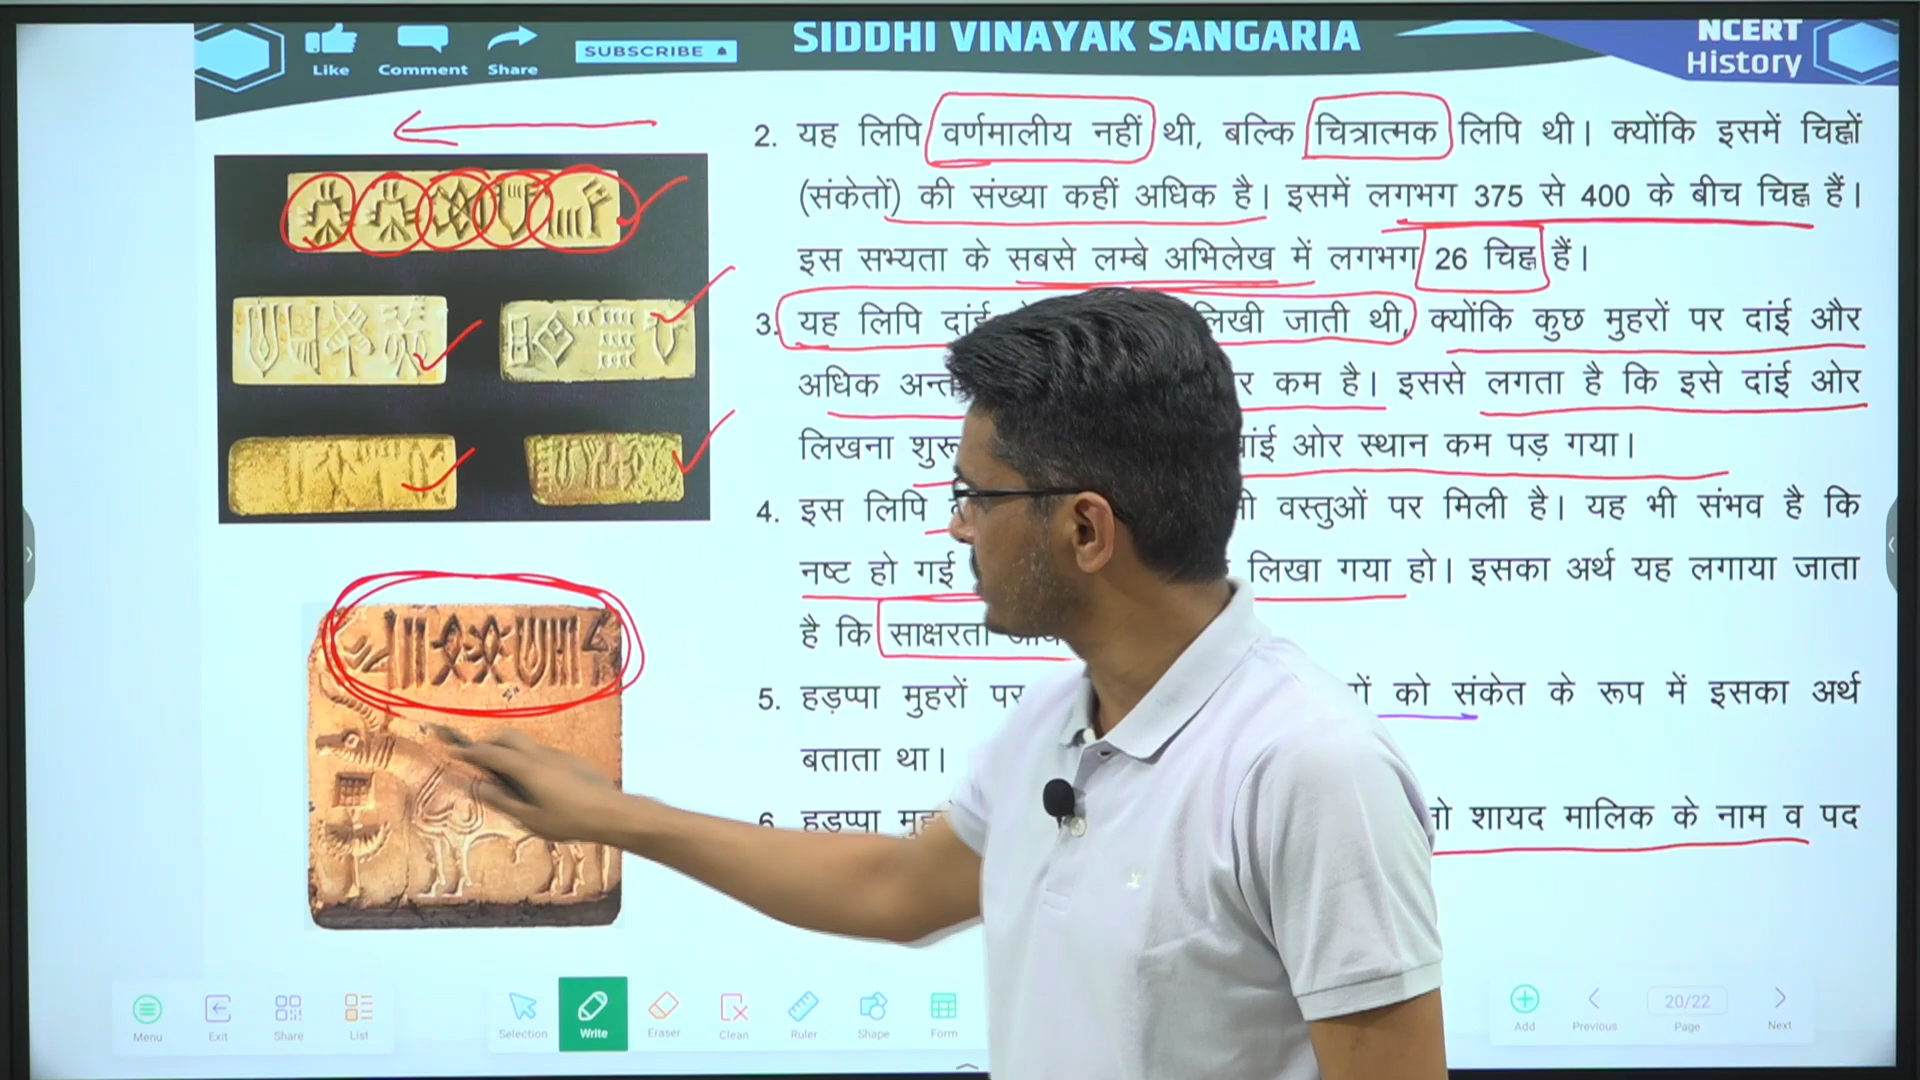 Like Comment Share SUBSCRIBE SIDDHI VINAYAK SANGARIA NCERT
History
2. यह लिपि वर्णमालीय नहीं थी, बल्कि चित्रात्मक लिपि थी। क्योंकि इसमें चिह्नों
(संकेतों) की संख्या कहीं अधिक है। इसमें लगभग 375 से 400 के बीच चिह्न हैं।
इस सभ्यता के सबसे लम्बे अभिलेख में लगभग 26 चिह्न हैं।
3. यह लिपि दांई लिखी जाती थी, क्योंकि कुछ मुहरों पर दांई और
अधिक कम है। इससे लगता है कि इसे दांई ओर
लिखना ओर स्थान कम पड़ गया।
4. इस लिपि वस्तुओं पर मिली है। यह भी संभव है कि
नष्ट हो गई लिखा गया हो। इसका अर्थ यह लगाया जाता
है कि साक्षरता
5. हड़प्पा मुहरों पर को संकेत के रूप में इसका अर्थ
बताता था।
6. हड़प्पा शायद मालिक के नाम व पद
Menu Exit Share List Selection Write Eraser Clean Ruler Shape Form Add Previous 20/22 Page Next